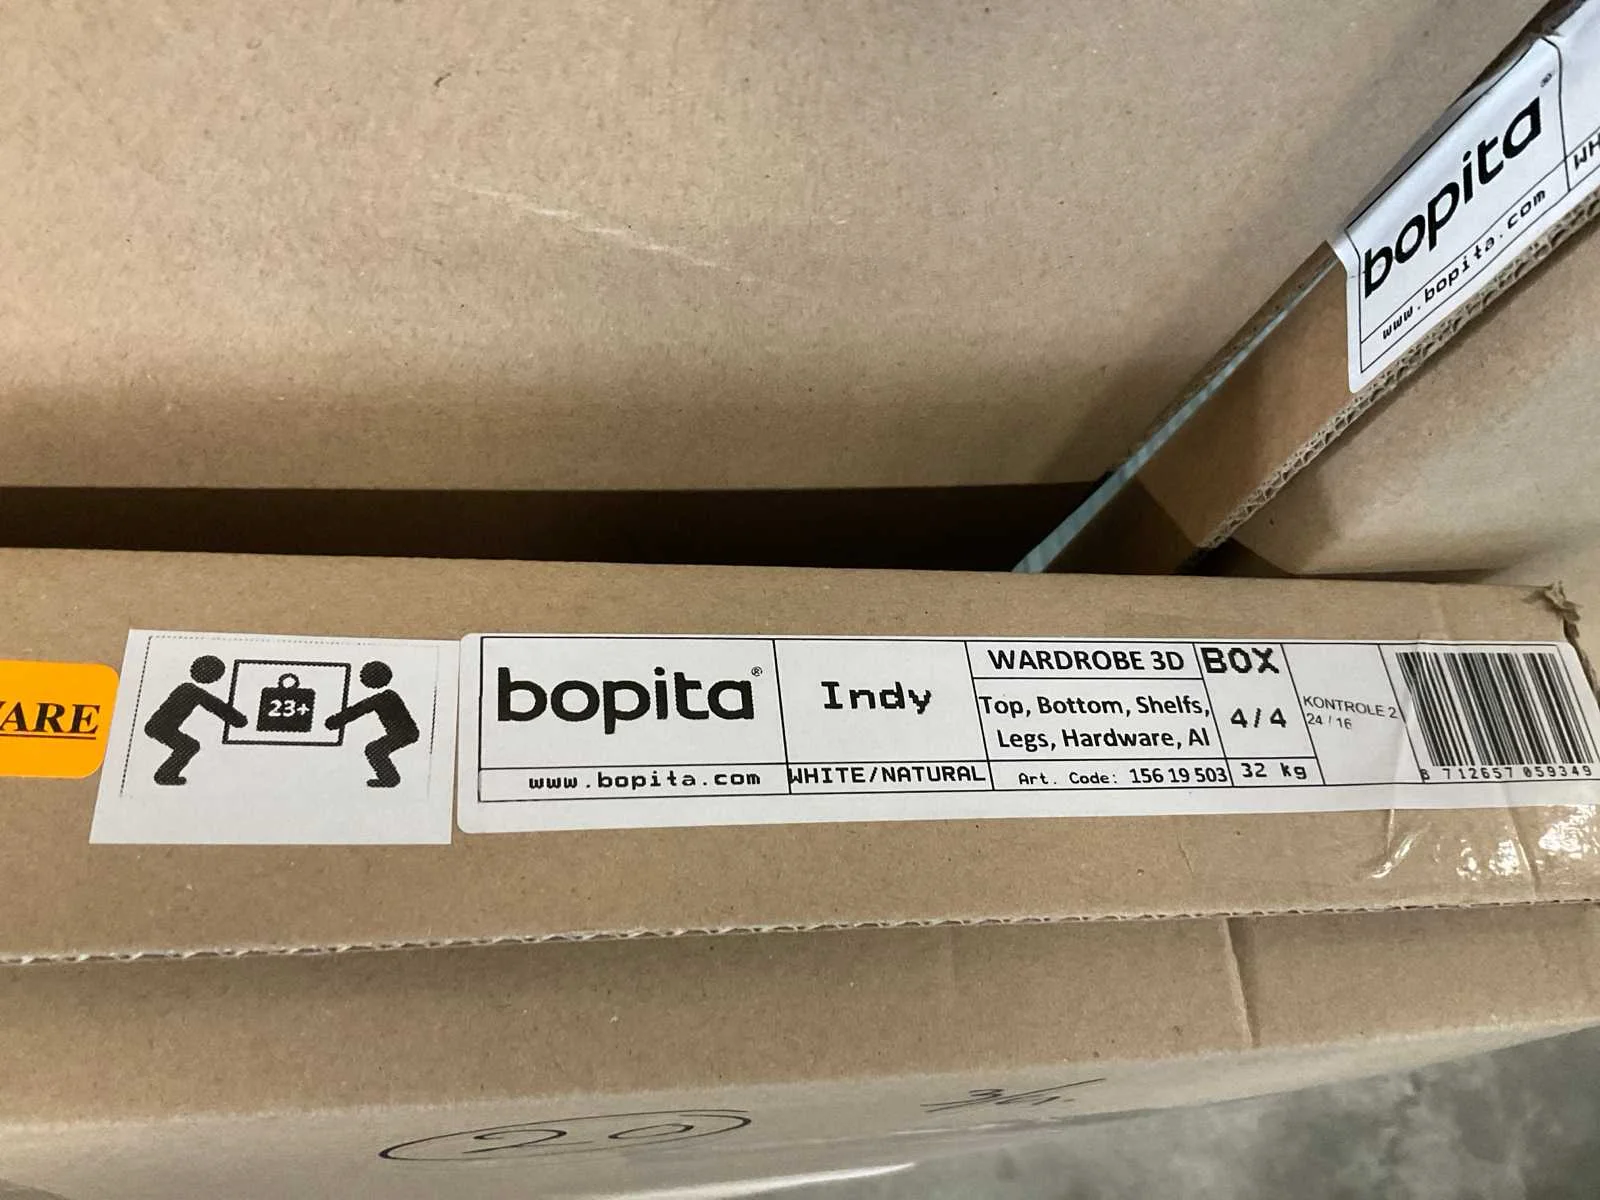 bopita®
www.bopita.com
WH
ARE
23+
bopita®
www.bopita.com
Indy
WHITE/NATURAL
WARDROBE 3D
Top, Bottom, Shelfs,
Legs, Hardware, Al
Art. Code: 156 19 503
BOX
4/4
32 kg
KONTROLE 2
24 / 16
8 712657 059349
20